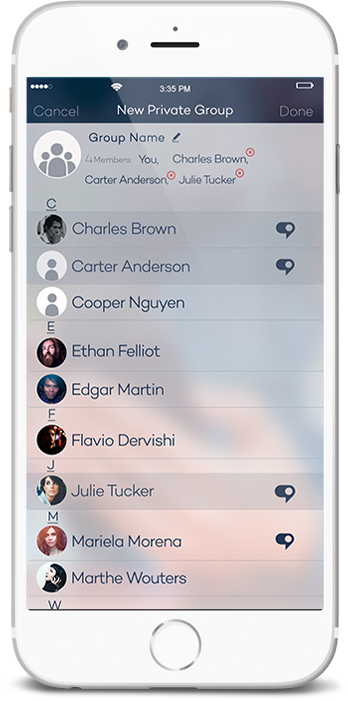 3:35 PM
Cancel New Private Group Done
Group Name
4 Members: You, Charles Brown,
Carter Anderson, Julie Tucker
C
Charles Brown
Carter Anderson
Cooper Nguyen
E
Ethan Felliot
Edgar Martin
F
Flavio Dervishi
J
Julie Tucker
M
Mariela Morena
Marthe Wouters
W